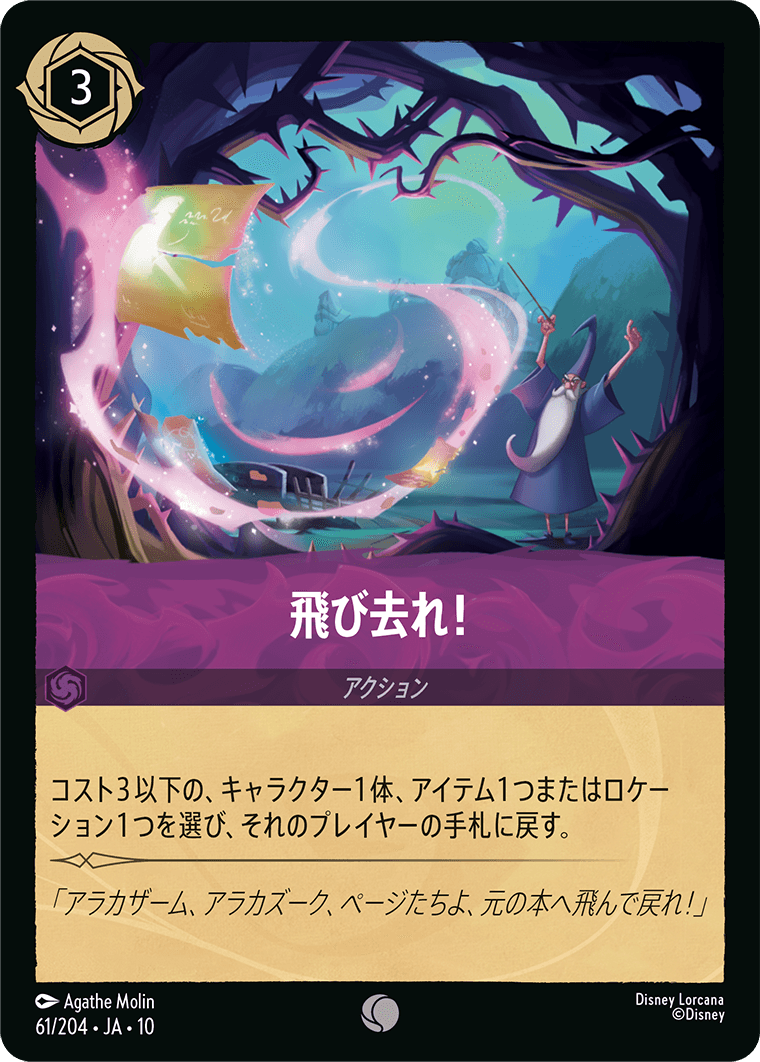 3
飛び去れ!
アクション
コスト3以下の、キャラクター1体、アイテム1つまたはロケー
ション1つを選び、それのプレイヤーの手札に戻す。
「アラカザーム、アラカズーク、ページたちよ、元の本へ飛んで戻れ!」
Agathe Molin
Disney Lorcana
61/204 • JA • 10
©Disney